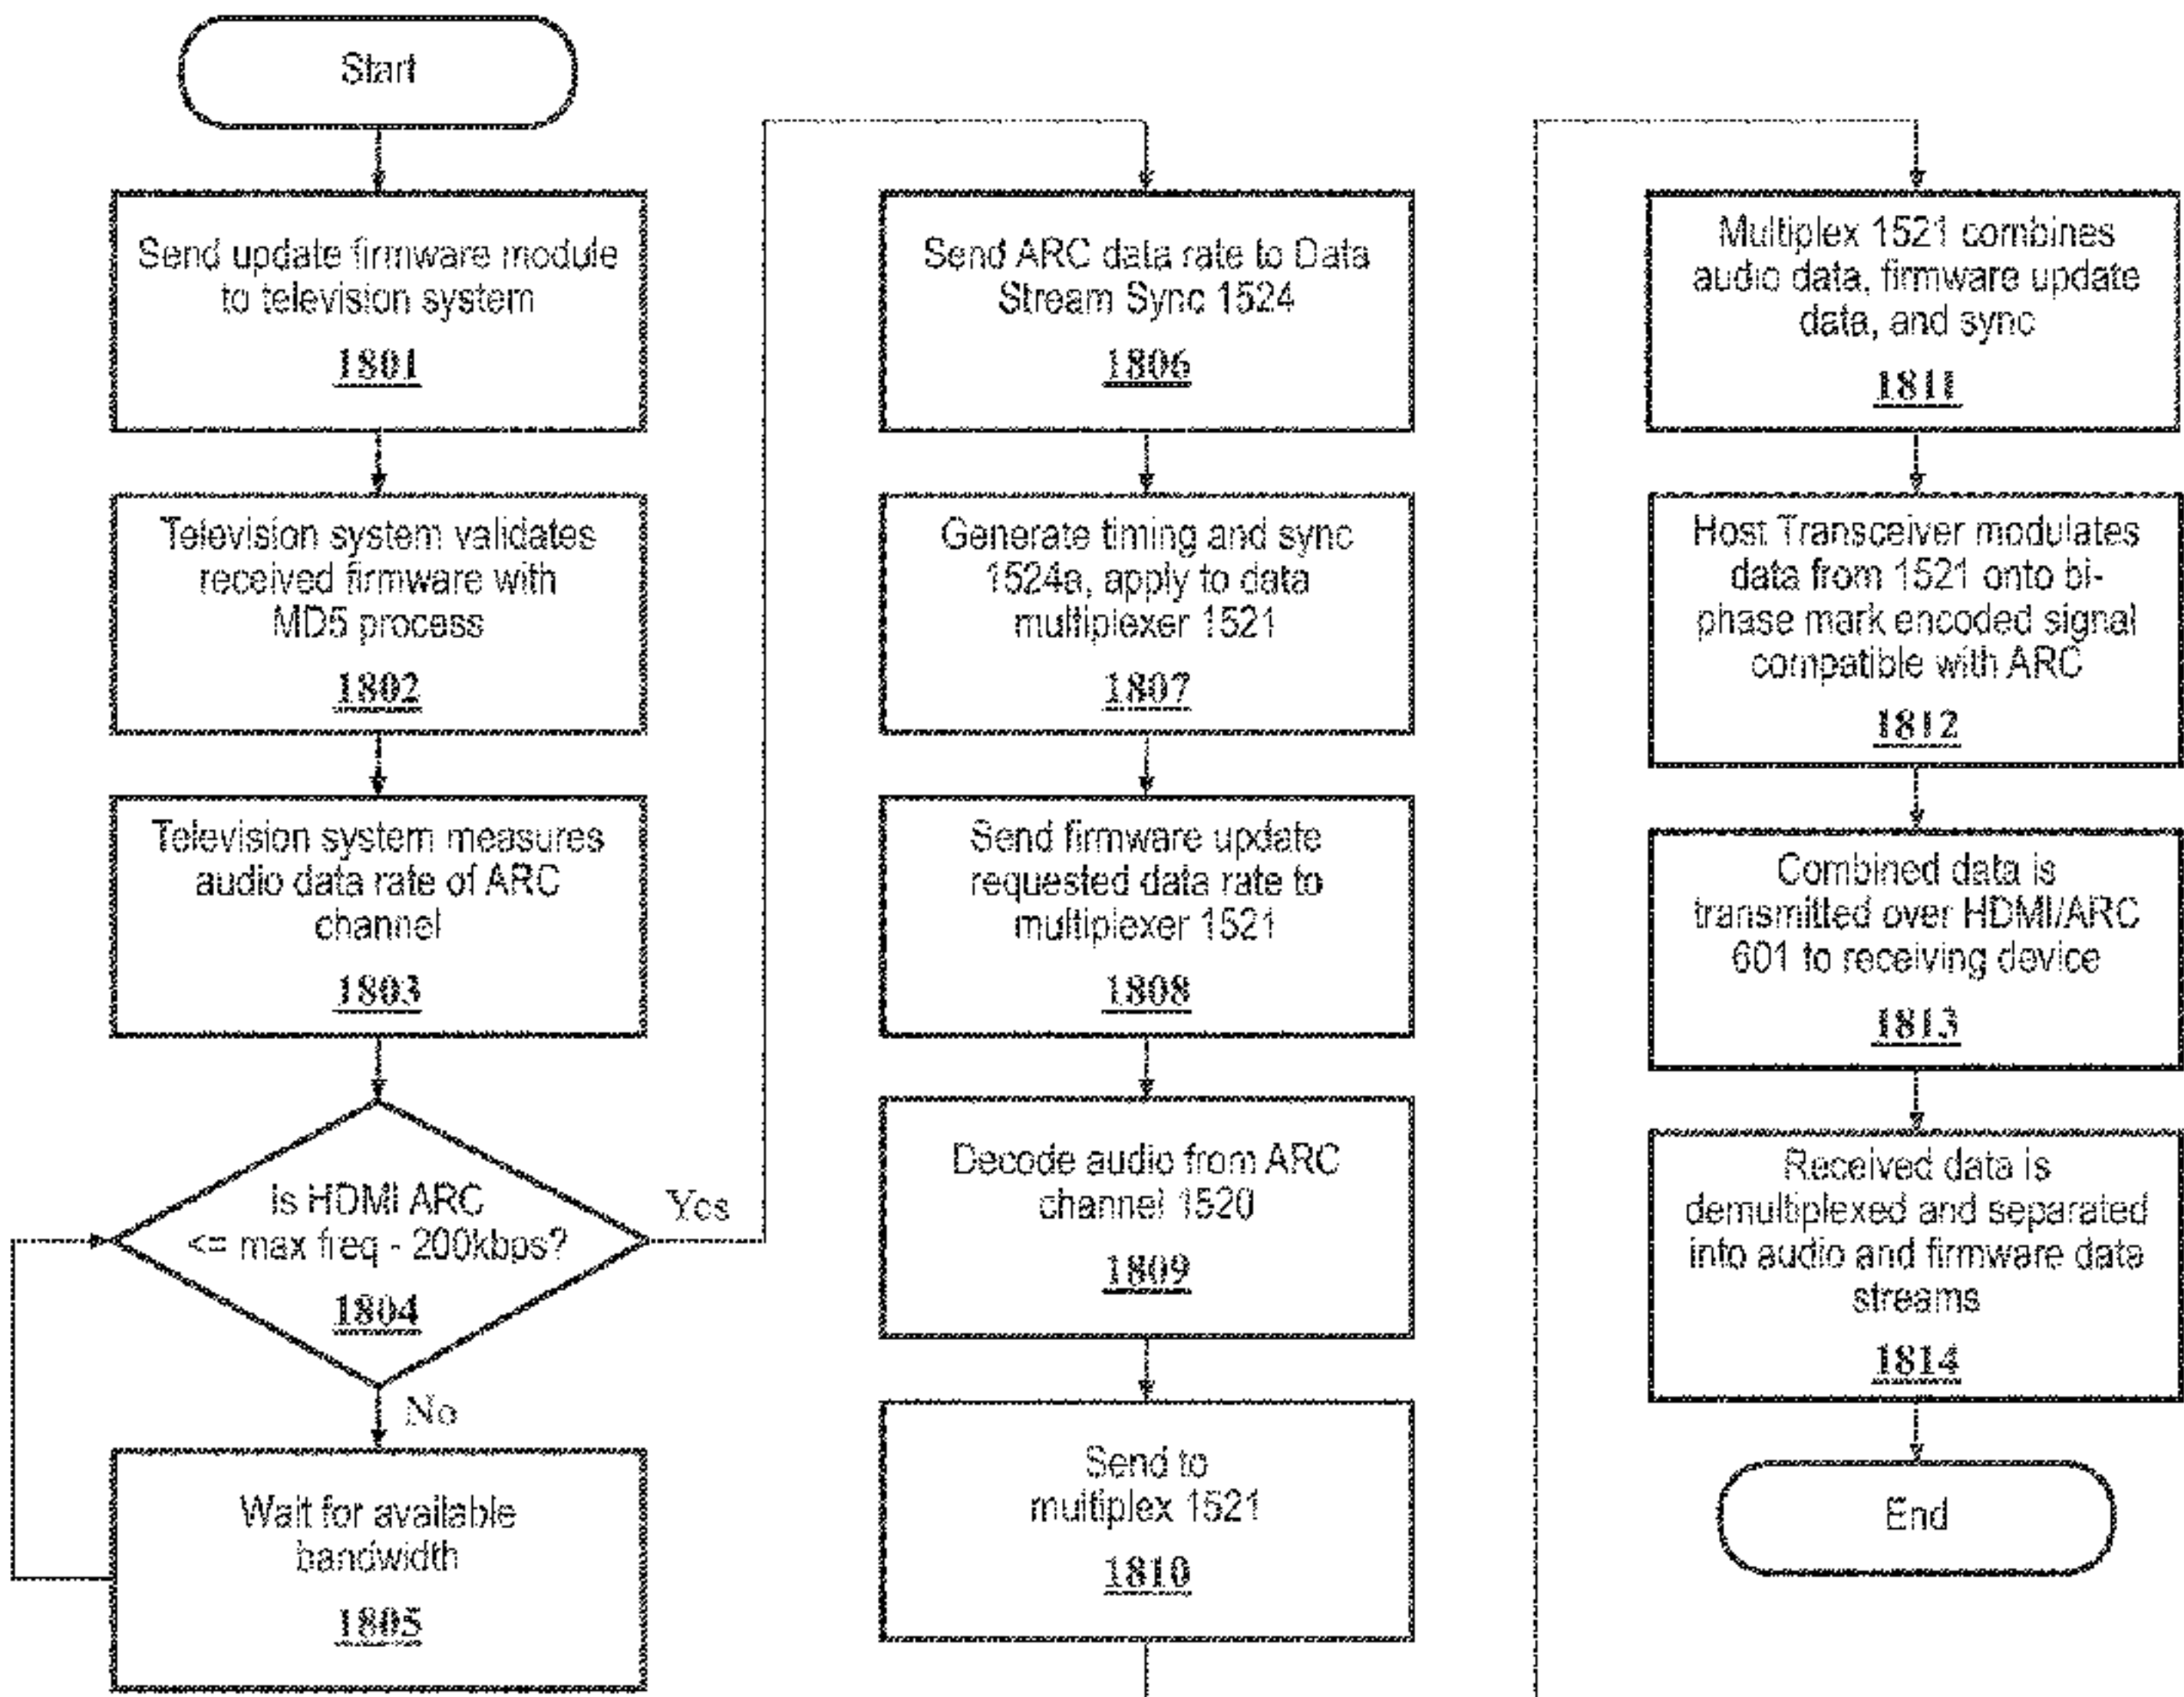 Start
Send update firmware module
to television system
1801
Television system validates
received firmware with
MD5 process
1802
Television system measures
audio data rate of ARC
channel
1803
is HDMI ARC
<= max freq - 200kbps?
1804
Yes
No
Wait for available
bandwidth
1805
Send ARC data rate to Data
Stream Sync 1524
1806
Generate timing and sync
1524a, apply to data
multiplexer 1521
1807
Send firmware update
requested data rate to
multiplexer 1521
1808
Decode audio from ARC
channel 1520
1809
Send to
multiplex 1521
1810
Multiplex 1521 combines
audio data, firmware update
data, and sync
1811
Host Transceiver modulates
data from 1521 onto bi-
phase mark encoded signal
compatible with ARC
1812
Combined data is
transmitted over HDMI/ARC
601 to receiving device
1813
Received data is
demultiplexed and separated
into audio and firmware data
streams
1814
End